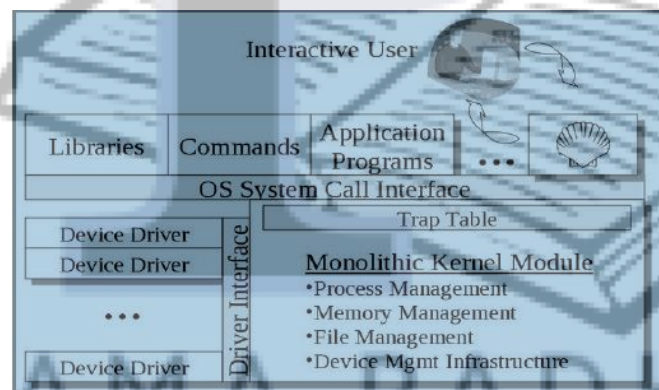 Interactive User
Libraries
Commands
Application
Programs
...
OS System Call Interface
Trap Table
Device Driver
Device Driver
...
Device Driver
Driver Interface
Monolithic Kernel Module
•Process Management
•Memory Management
•File Management
•Device Mgmt Infrastructure